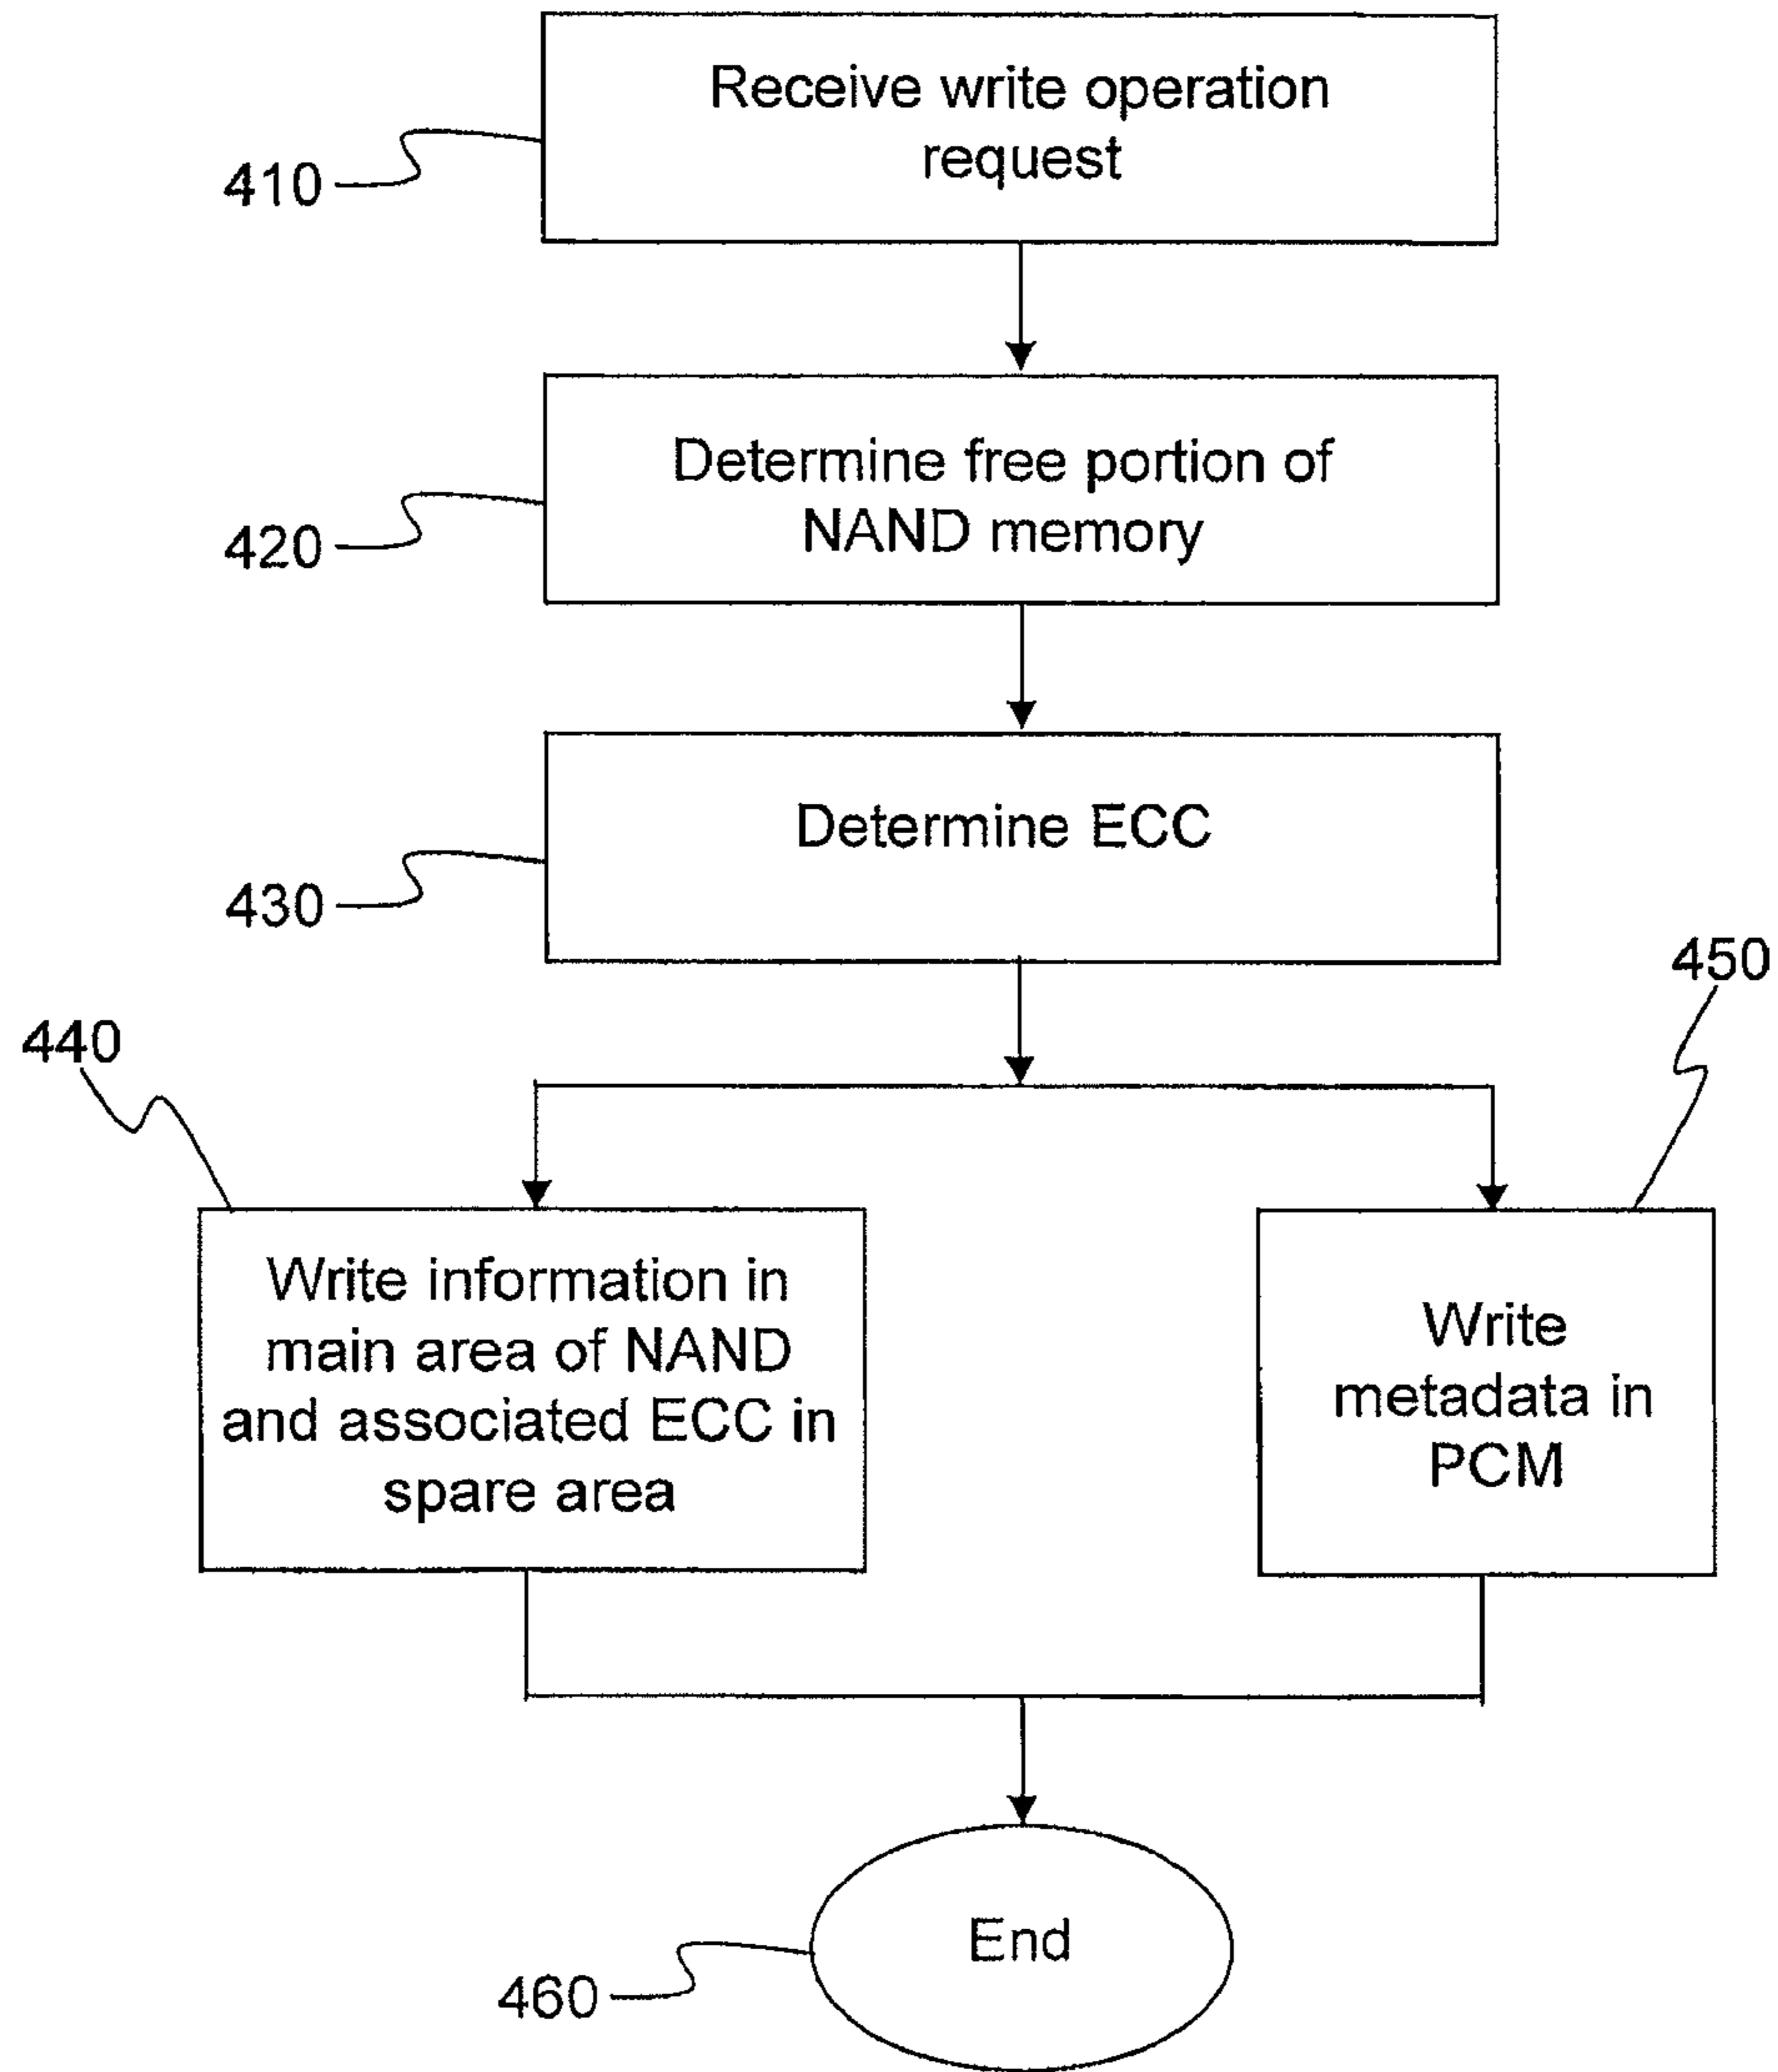 Receive write operation
request
410
Determine free portion of
NAND memory
420
Determine ECC
430
450
440
Write information in
main area of NAND
and associated ECC in
spare area
Write
metadata in
PCM
End
460